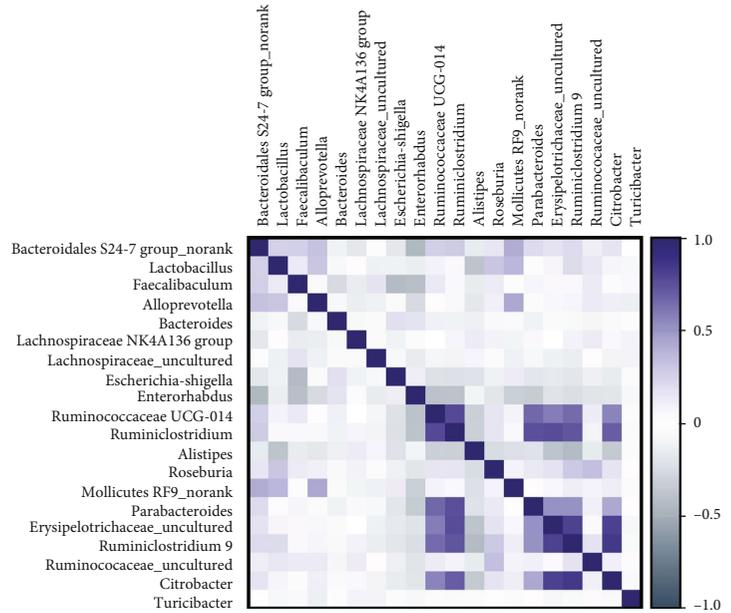 Bacteroidales S24-7 group_norank
Lactobacillus
Faecalibaculum
Alloprevotella
Bacteroides
Lachnospiraceae NK4A136 group
Lachnospiraceae_uncultured
Escherichia-shigella
Enterorhabdus
Ruminococcaceae UCG-014
Ruminiclostridium
Alistipes
Roseburia
Mollicutes RF9_norank
Parabacteroides
Erysipelotrichaceae_uncultured
Ruminiclostridium 9
Ruminococaceae_uncultured
Citrobacter
Turicibacter
Bacteroidales S24-7 group_norank
Lactobacillus
Faecalibaculum
Alloprevotella
Bacteroides
Lachnospiraceae NK4A136 group
Lachnospiraceae_uncultured
Escherichia-shigella
Enterorhabdus
Ruminococcaceae UCG-014
Ruminiclostridium
Alistipes
Roseburia
Mollicutes RF9_norank
Parabacteroides
Erysipelotrichaceae_uncultured
Ruminiclostridium 9
Ruminococaceae_uncultured
Citrobacter
Turicibacter
1.0
0.5
0
−0.5
−1.0